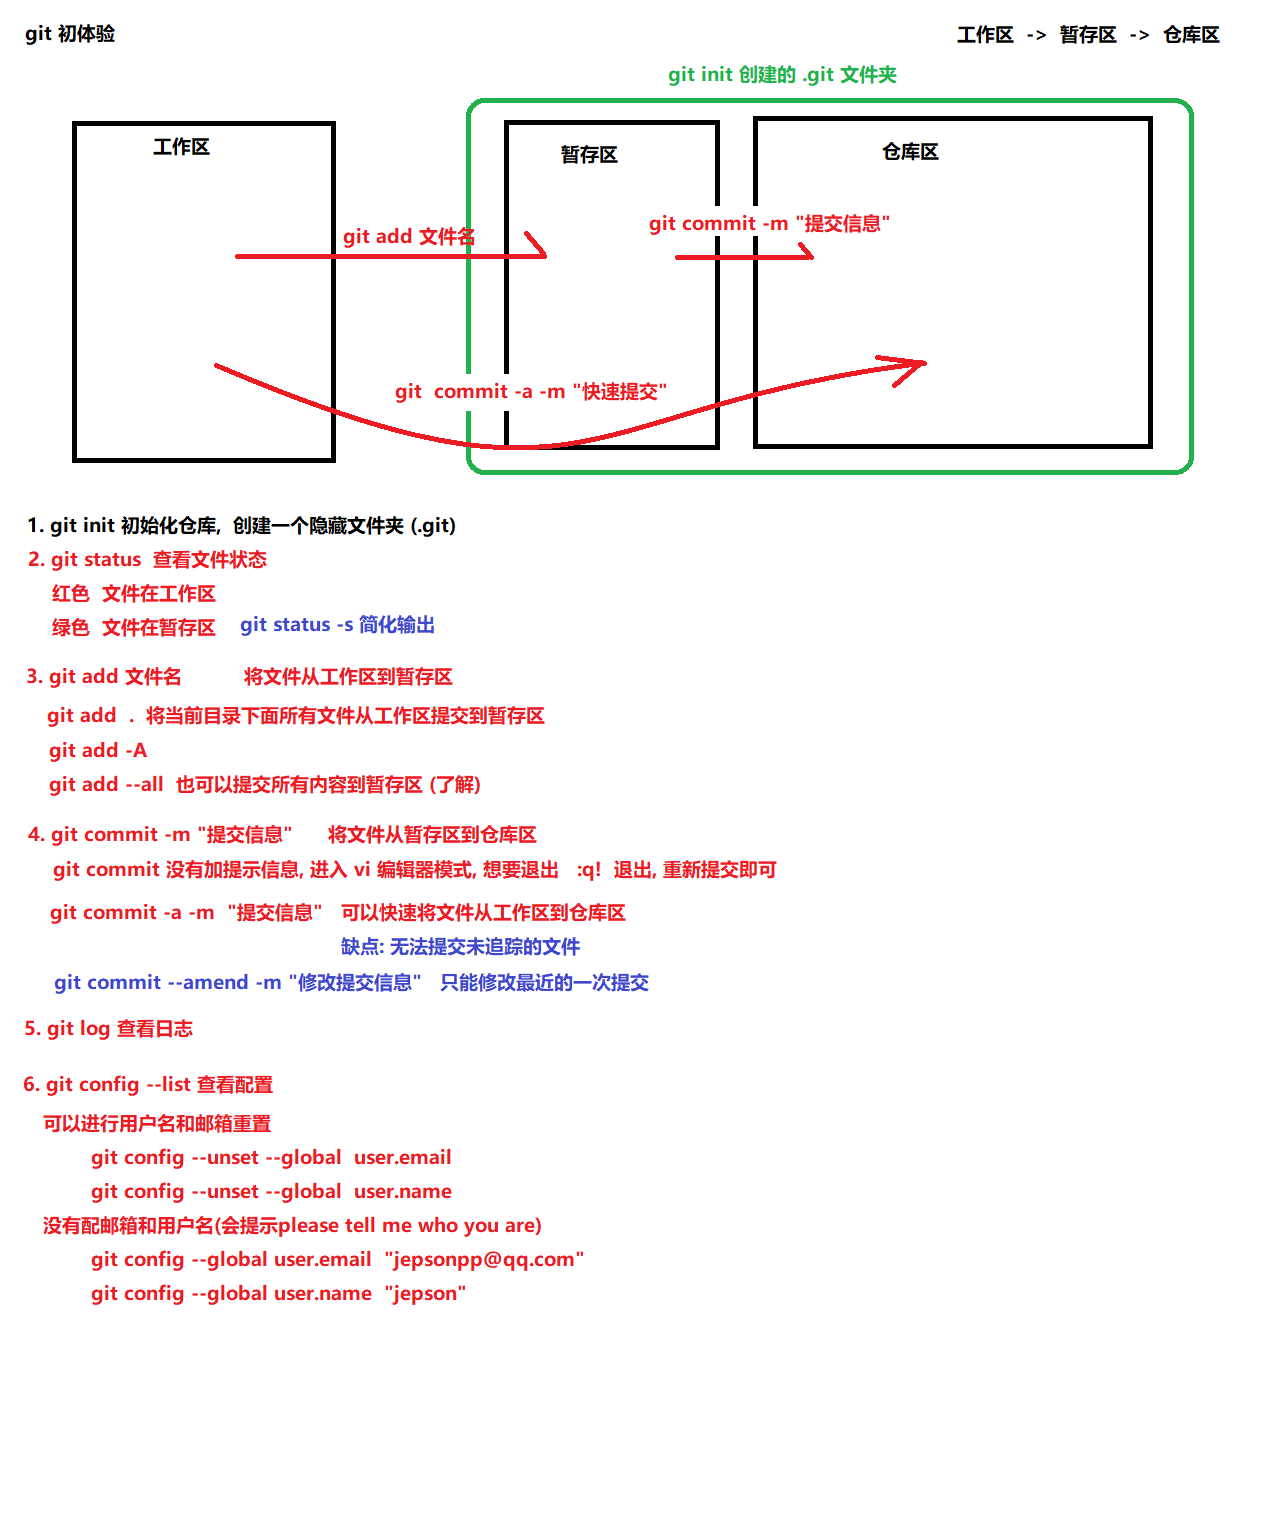 git 初体验
工作区 -> 暂存区 -> 仓库区
git init 创建的 .git 文件夹
工作区
暂存区
仓库区
git add 文件名
git commit -m "提交信息"
git commit -a -m "快速提交"
1. git init 初始化仓库, 创建一个隐藏文件夹 (.git)
2. git status 查看文件状态
红色 文件在工作区
绿色 文件在暂存区 git status -s 简化输出
3. git add 文件名 将文件从工作区到暂存区
git add . 将当前目录下面所有文件从工作区提交到暂存区
git add -A
git add --all 也可以提交所有内容到暂存区 (了解)
4. git commit -m "提交信息" 将文件从暂存区到仓库区
git commit 没有加提示信息, 进入 vi 编辑器模式, 想要退出 :q! 退出, 重新提交即可
git commit -a -m "提交信息" 可以快速将文件从工作区到仓库区
缺点: 无法提交未追踪的文件
git commit --amend -m "修改提交信息" 只能修改最近的一次提交
5. git log 查看日志
6. git config --list 查看配置
可以进行用户名和邮箱重置
git config --unset --global user.email
git config --unset --global user.name
没有配邮箱和用户名(会提示please tell me who you are)
git config --global user.email "jepsonpp@qq.com"
git config --global user.name "jepson"